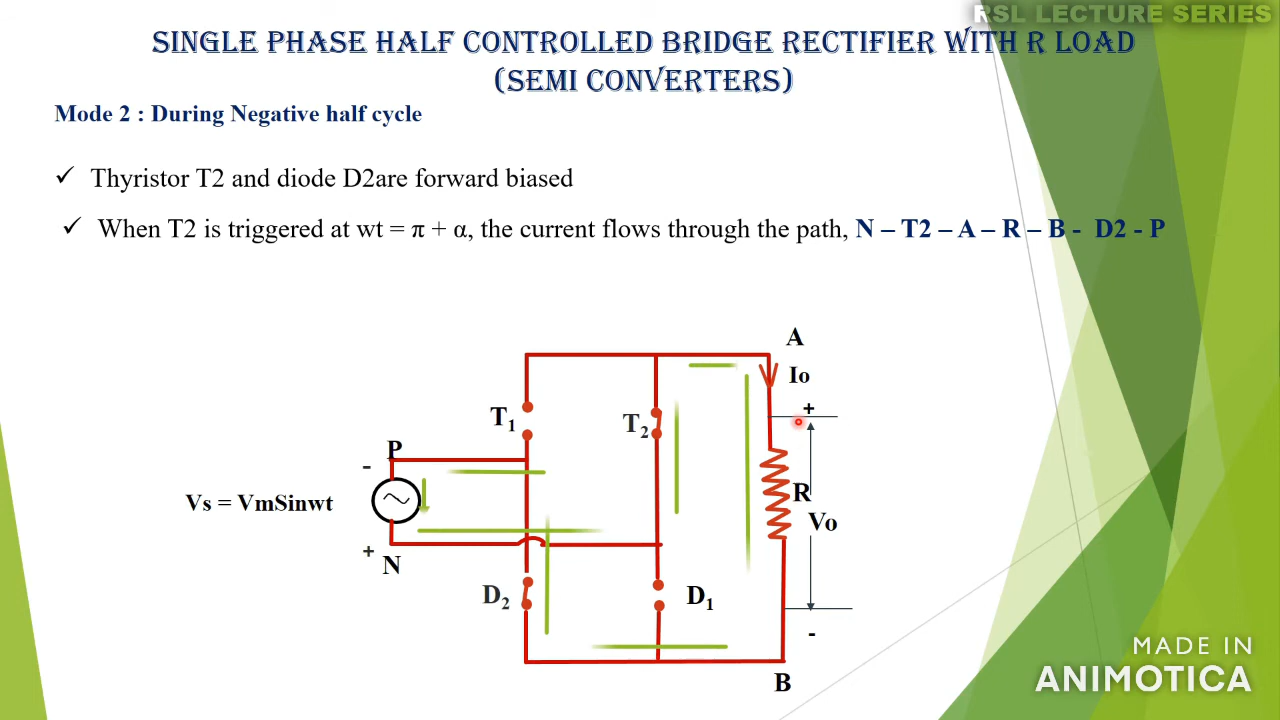 RSL LECTURE SERIES
SINGLE PHASE HALF CONTROLLED BRIDGE RECTIFIER WITH R LOAD
(SEMI CONVERTERS)
Mode 2 : During Negative half cycle
✓ Thyristor T2 and diode D2are forward biased
✓ When T2 is triggered at wt = π + α, the current flows through the path, N – T2 – A – R – B - D2 - P
A
Io
+
T1
T2
P
-
Vs = VmSinwt
R
Vo
+
N
D2
D1
-
B
MADE IN
ANIMOTICA